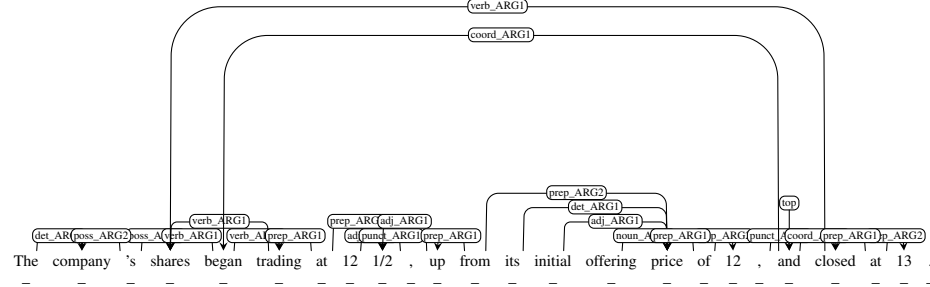 verb_ARG1
coord_ARG1
prep_ARG2
top
det_ARG1
verb_ARG1 adj_ARG1 adj_ARG1
poss_ARG2 verb_ARG1 prep_ARG1 prep_ARG1 prep_ARG1 prep_ARG1
The company 's shares began trading at 12 1/2 , up from its initial offering price of 12 , and closed at 13 .
_ _ _ _ _ _ _ _ _ _ _ _ _ _ _ _ _ _ _ _ _ _ _ _